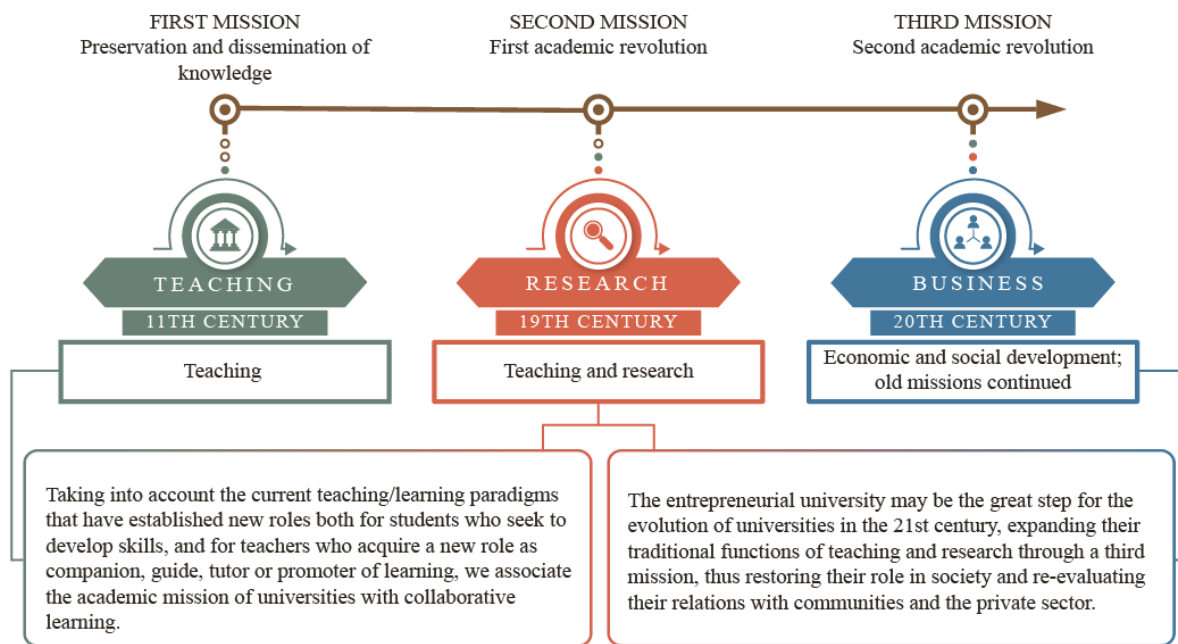 FIRST MISSION
Preservation and dissemination of
knowledge
SECOND MISSION
First academic revolution
THIRD MISSION
Second academic revolution
TEACHING
11TH CENTURY
Teaching
RESEARCH
19TH CENTURY
Teaching and research
BUSINESS
20TH CENTURY
Economic and social development;
old missions continued
Taking into account the current teaching/learning paradigms
that have established new roles both for students who seek to
develop skills, and for teachers who acquire a new role as
companion, guide, tutor or promoter of learning, we associate
the academic mission of universities with collaborative
learning.
The entrepreneurial university may be the great step for the
evolution of universities in the 21st century, expanding their
traditional functions of teaching and research through a third
mission, thus restoring their role in society and re-evaluating
their relations with communities and the private sector.